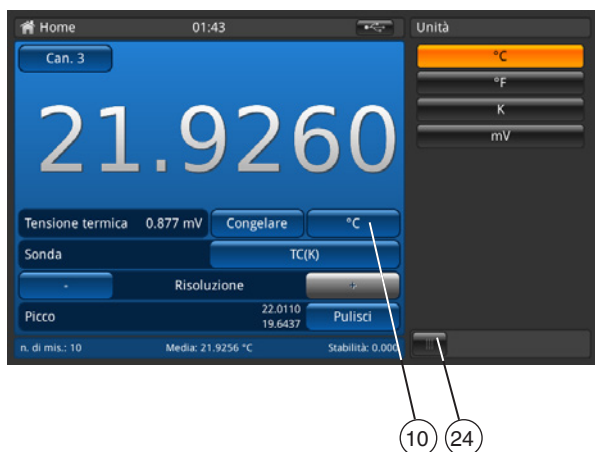 Home 01:43 Unità
Can. 3
°C
°F
K
mV
21.9260
Tensione termica 0.877 mV Congelare °C
Sonda TC(K)
- Risoluzione +
Picco 22.0110 Pulisci
19.6437
n. di mis.: 10 Media: 21.9256 °C Stabilità: 0.000
10 24